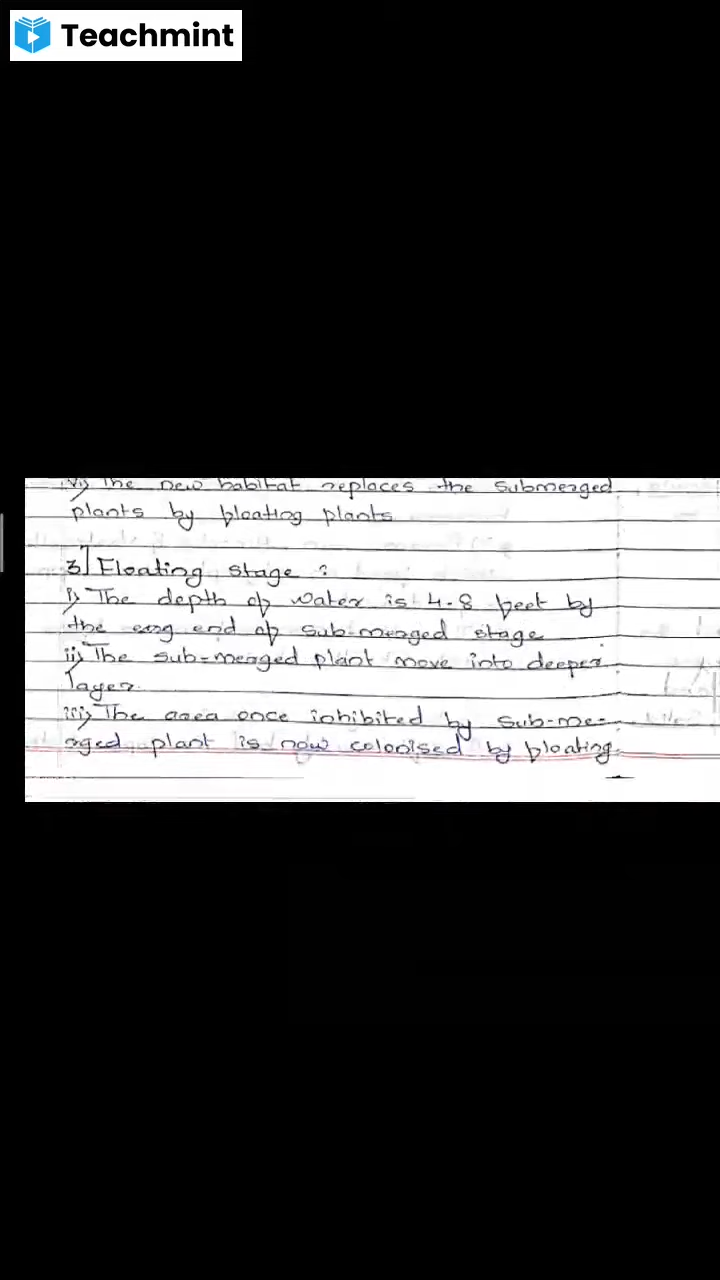 Teachmint
vi) The new habitat replaces the submerged
plants by floating plants
3] Floating stage :
i) The depth of water is 4-8 feet by
the end of sub-merged stage
ii) The sub-merged plant move into deeper
layer.
iii) The area once inhibited by sub-me-
rged plant is now colonised by floating